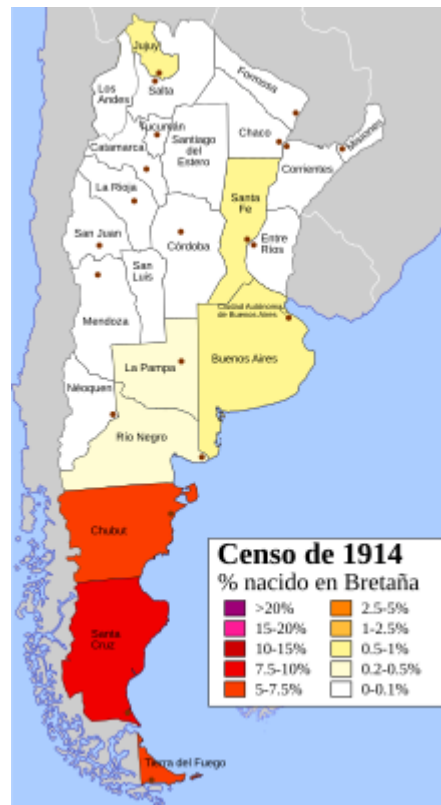 Jujuy
Salta
Los
Andes
Formosa
Chaco
Misiones
Tucumán
Catamarca
Santiago
del
Estero
Corrientes
La Rioja
Santa
Fe
San Juan
Córdoba
Entre
Ríos
San
Luis
Mendoza
Ciudad Autónoma
de Buenos Aires
Buenos Aires
La Pampa
Néoquen
Río Negro
Chubut
Santa
Cruz
Tierra del Fuego
Censo de 1914
% nacido en Bretaña
>20%
15-20%
10-15%
7.5-10%
5-7.5%
2.5-5%
1-2.5%
0.5-1%
0.2-0.5%
0-0.1%